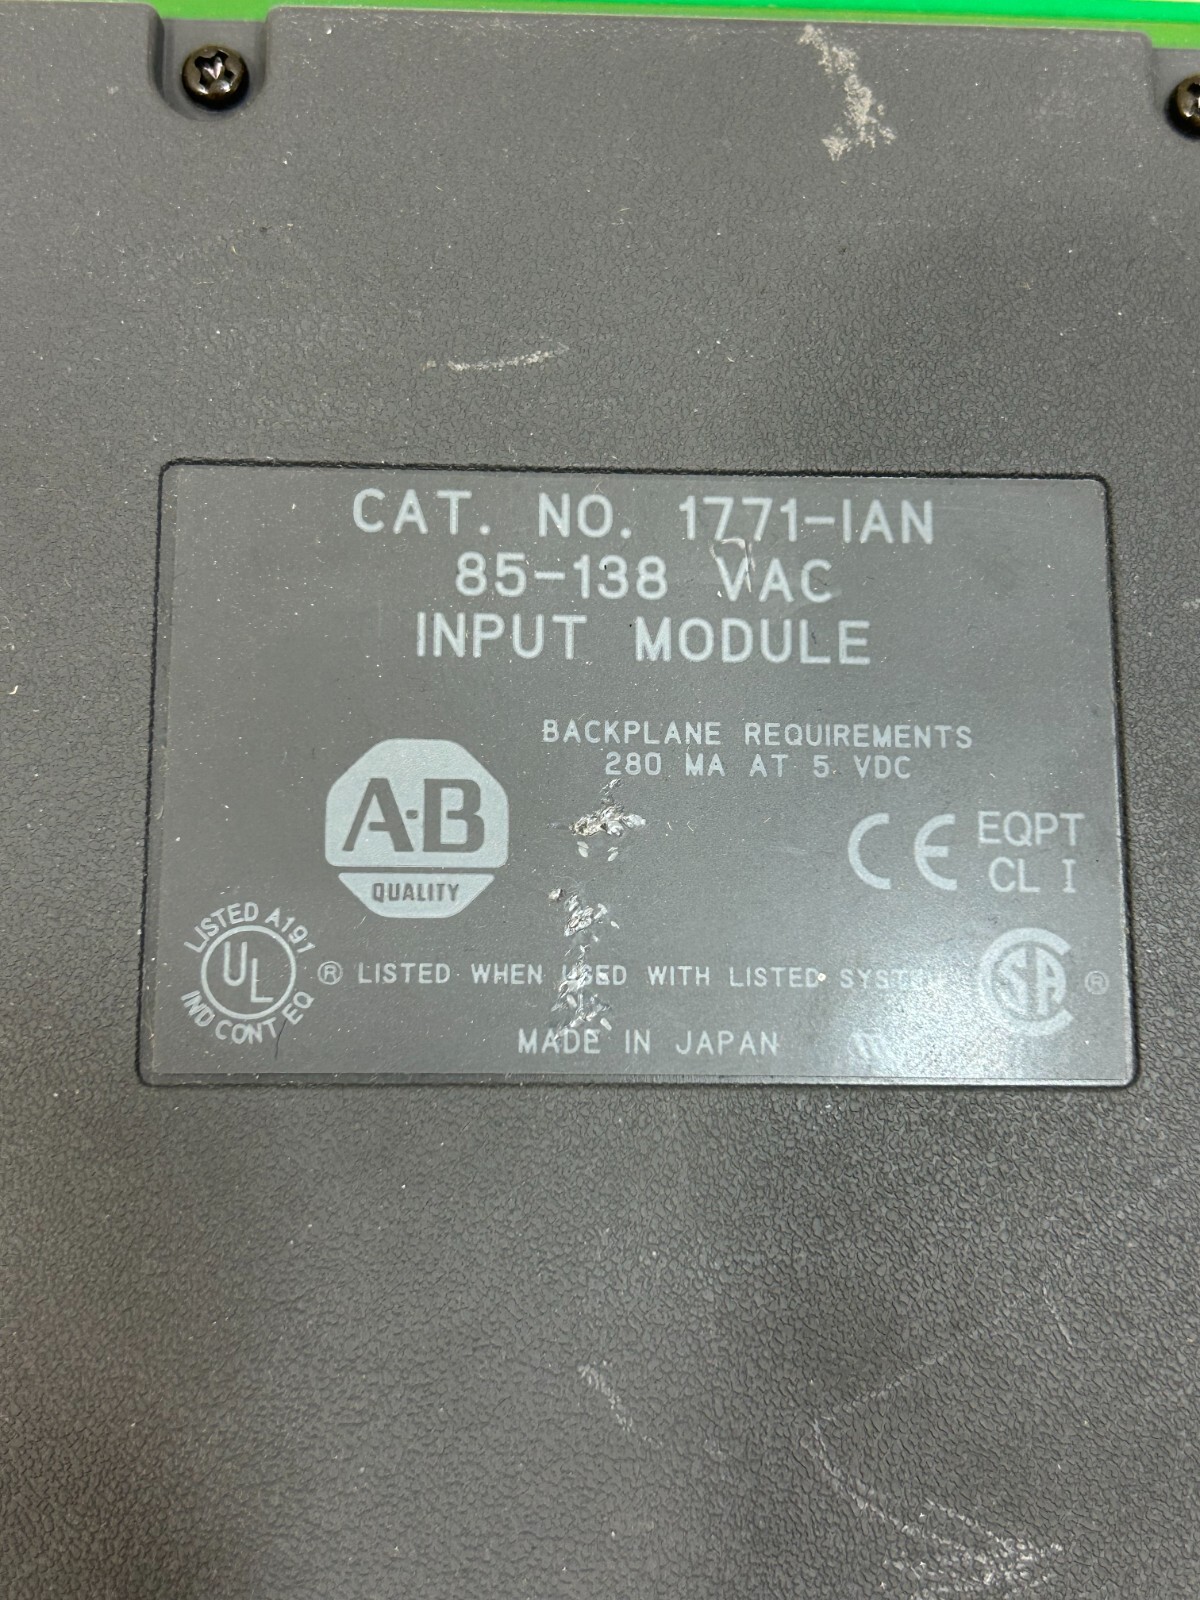 CAT. NO. 1771-IAN
85-138 VAC
INPUT MODULE
BACKPLANE REQUIREMENTS
280 MA AT 5 VDC
A-B
QUALITY
CE EQPT
CL I
LISTED A191
UL
IND CONT EQ
® LISTED WHEN USED WITH LISTED
SA ®
MADE IN JAPAN